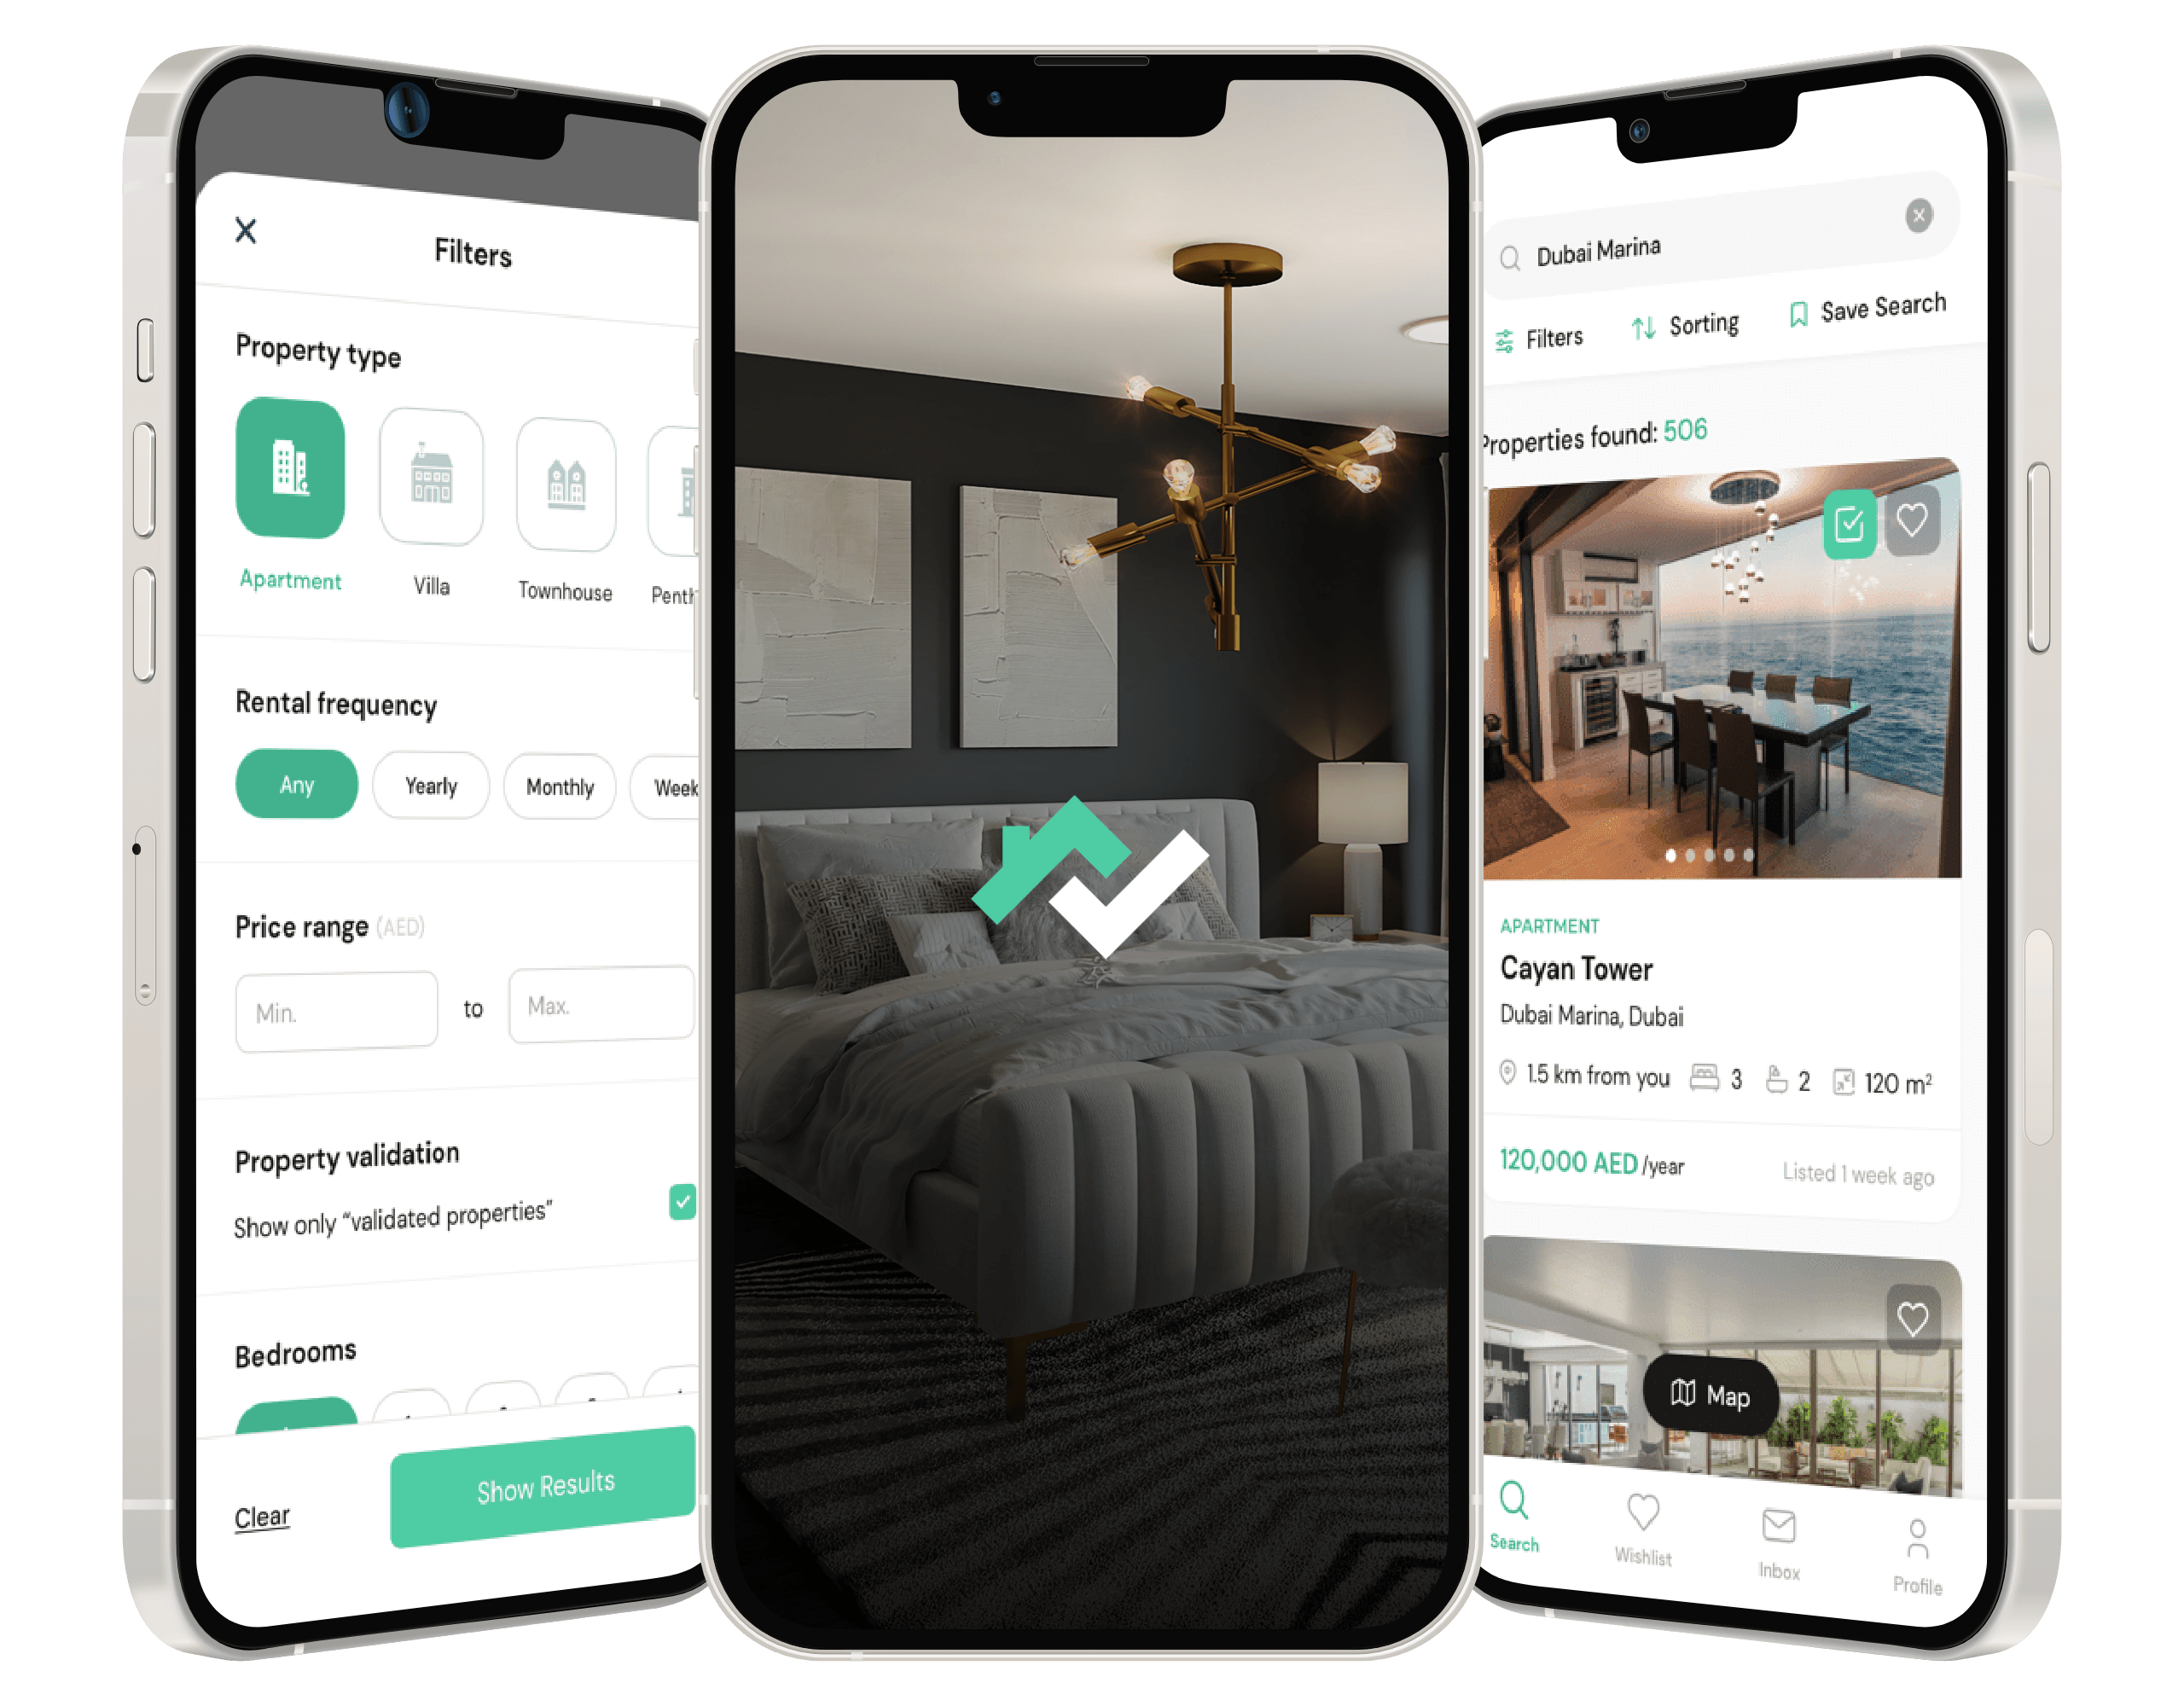 Filters
Property type
Apartment
Villa
Townhouse
Rental frequency
Any
Yearly
Monthly
Price range (AED)
Min.
to
Max.
Property validation
Show only “validated properties”
Bedrooms
Clear
Show Results
Dubai Marina
Filters
Sorting
Save Search
Properties found: 506
APARTMENT
Cayan Tower
Dubai Marina, Dubai
1.5 km from you 3 2 120 m²
120,000 AED /year
Listed 1 week ago
Map
Search
Wishlist
Inbox
Profile